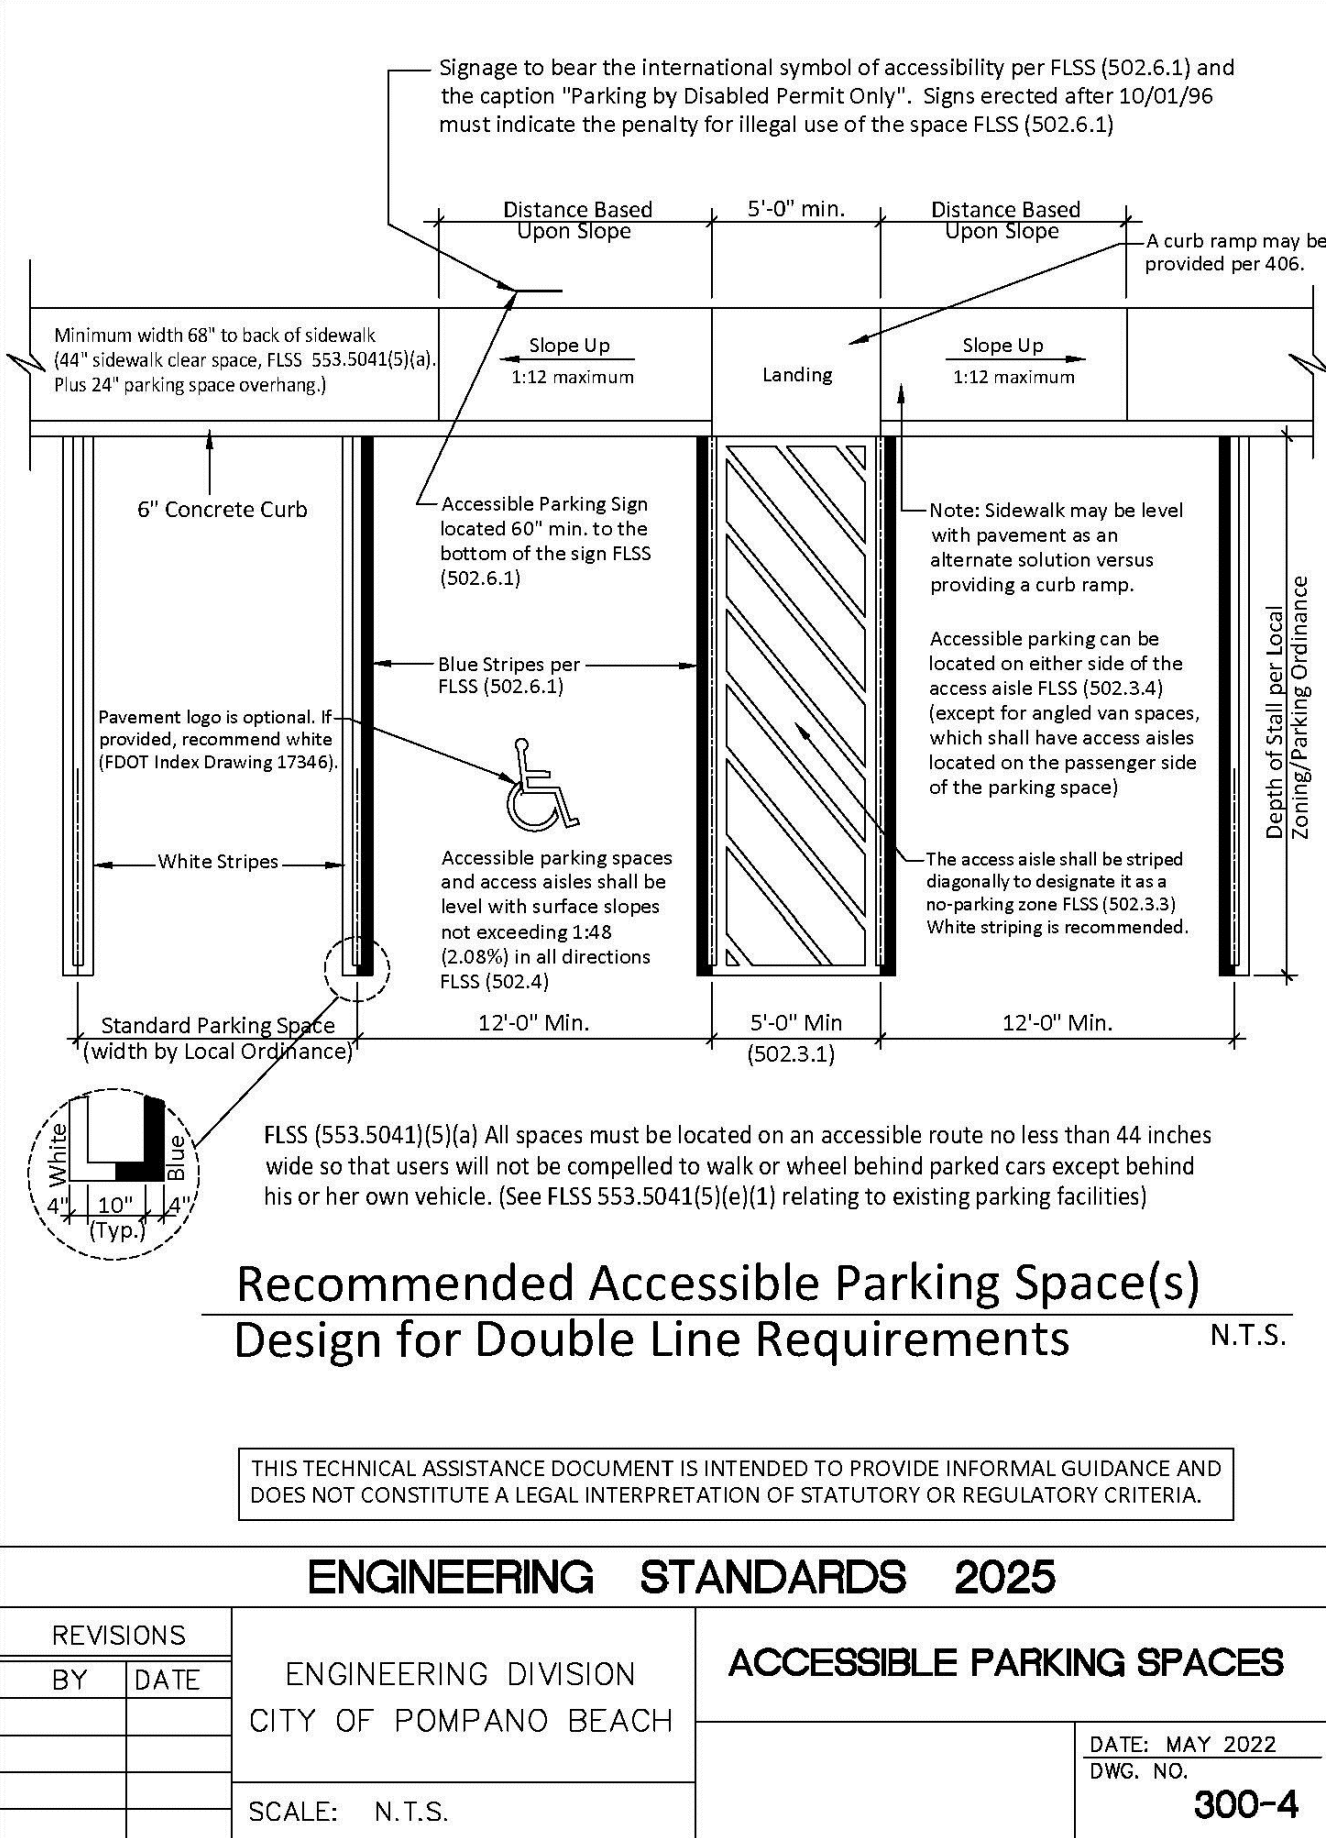 Signage to bear the international symbol of accessibility per FLSS (502.6.1) and
the caption "Parking by Disabled Permit Only".  Signs erected after 10/01/96
must indicate the penalty for illegal use of the space FLSS (502.6.1)
Distance Based
Upon Slope
5'-0" min.
Distance Based
Upon Slope
A curb ramp may be
provided per 406.
Minimum width 68" to back of sidewalk
(44" sidewalk clear space, FLSS  553.5041(5)(a).
Plus 24" parking space overhang.)
Slope Up
1:12 maximum
Landing
Slope Up
1:12 maximum
6" Concrete Curb
Accessible Parking Sign
located 60" min. to the
bottom of the sign FLSS
(502.6.1)
Note: Sidewalk may be level
with pavement as an
alternate solution versus
providing a curb ramp.
Blue Stripes per
FLSS (502.6.1)
Accessible parking can be
located on either side of the
access aisle FLSS (502.3.4)
(except for angled van spaces,
which shall have access aisles
located on the passenger side
of the parking space)
Depth of Stall per Local
Zoning/Parking Ordinance
Pavement logo is optional. If
provided, recommend white
(FDOT Index Drawing 17346).
White Stripes
Accessible parking spaces
and access aisles shall be
level with surface slopes
not exceeding 1:48
(2.08%) in all directions
FLSS (502.4)
The access aisle shall be striped
diagonally to designate it as a
no-parking zone FLSS (502.3.3)
White striping is recommended.
Standard Parking Space
(width by Local Ordinance)
12'-0" Min.
5'-0" Min
(502.3.1)
12'-0" Min.
White
Blue
4"
10"
4"
(Typ.)
FLSS (553.5041)(5)(a) All spaces must be located on an accessible route no less than 44 inches
wide so that users will not be compelled to walk or wheel behind parked cars except behind
his or her own vehicle. (See FLSS 553.5041(5)(e)(1) relating to existing parking facilities)
Recommended Accessible Parking Space(s)
Design for Double Line Requirements
N.T.S.
THIS TECHNICAL ASSISTANCE DOCUMENT IS INTENDED TO PROVIDE INFORMAL GUIDANCE AND
DOES NOT CONSTITUTE A LEGAL INTERPRETATION OF STATUTORY OR REGULATORY CRITERIA.
ENGINEERING STANDARDS 2025
REVISIONS
BY DATE
ENGINEERING DIVISION
CITY OF POMPANO BEACH
SCALE: N.T.S.
ACCESSIBLE PARKING SPACES
DATE: MAY 2022
DWG. NO.
300-4